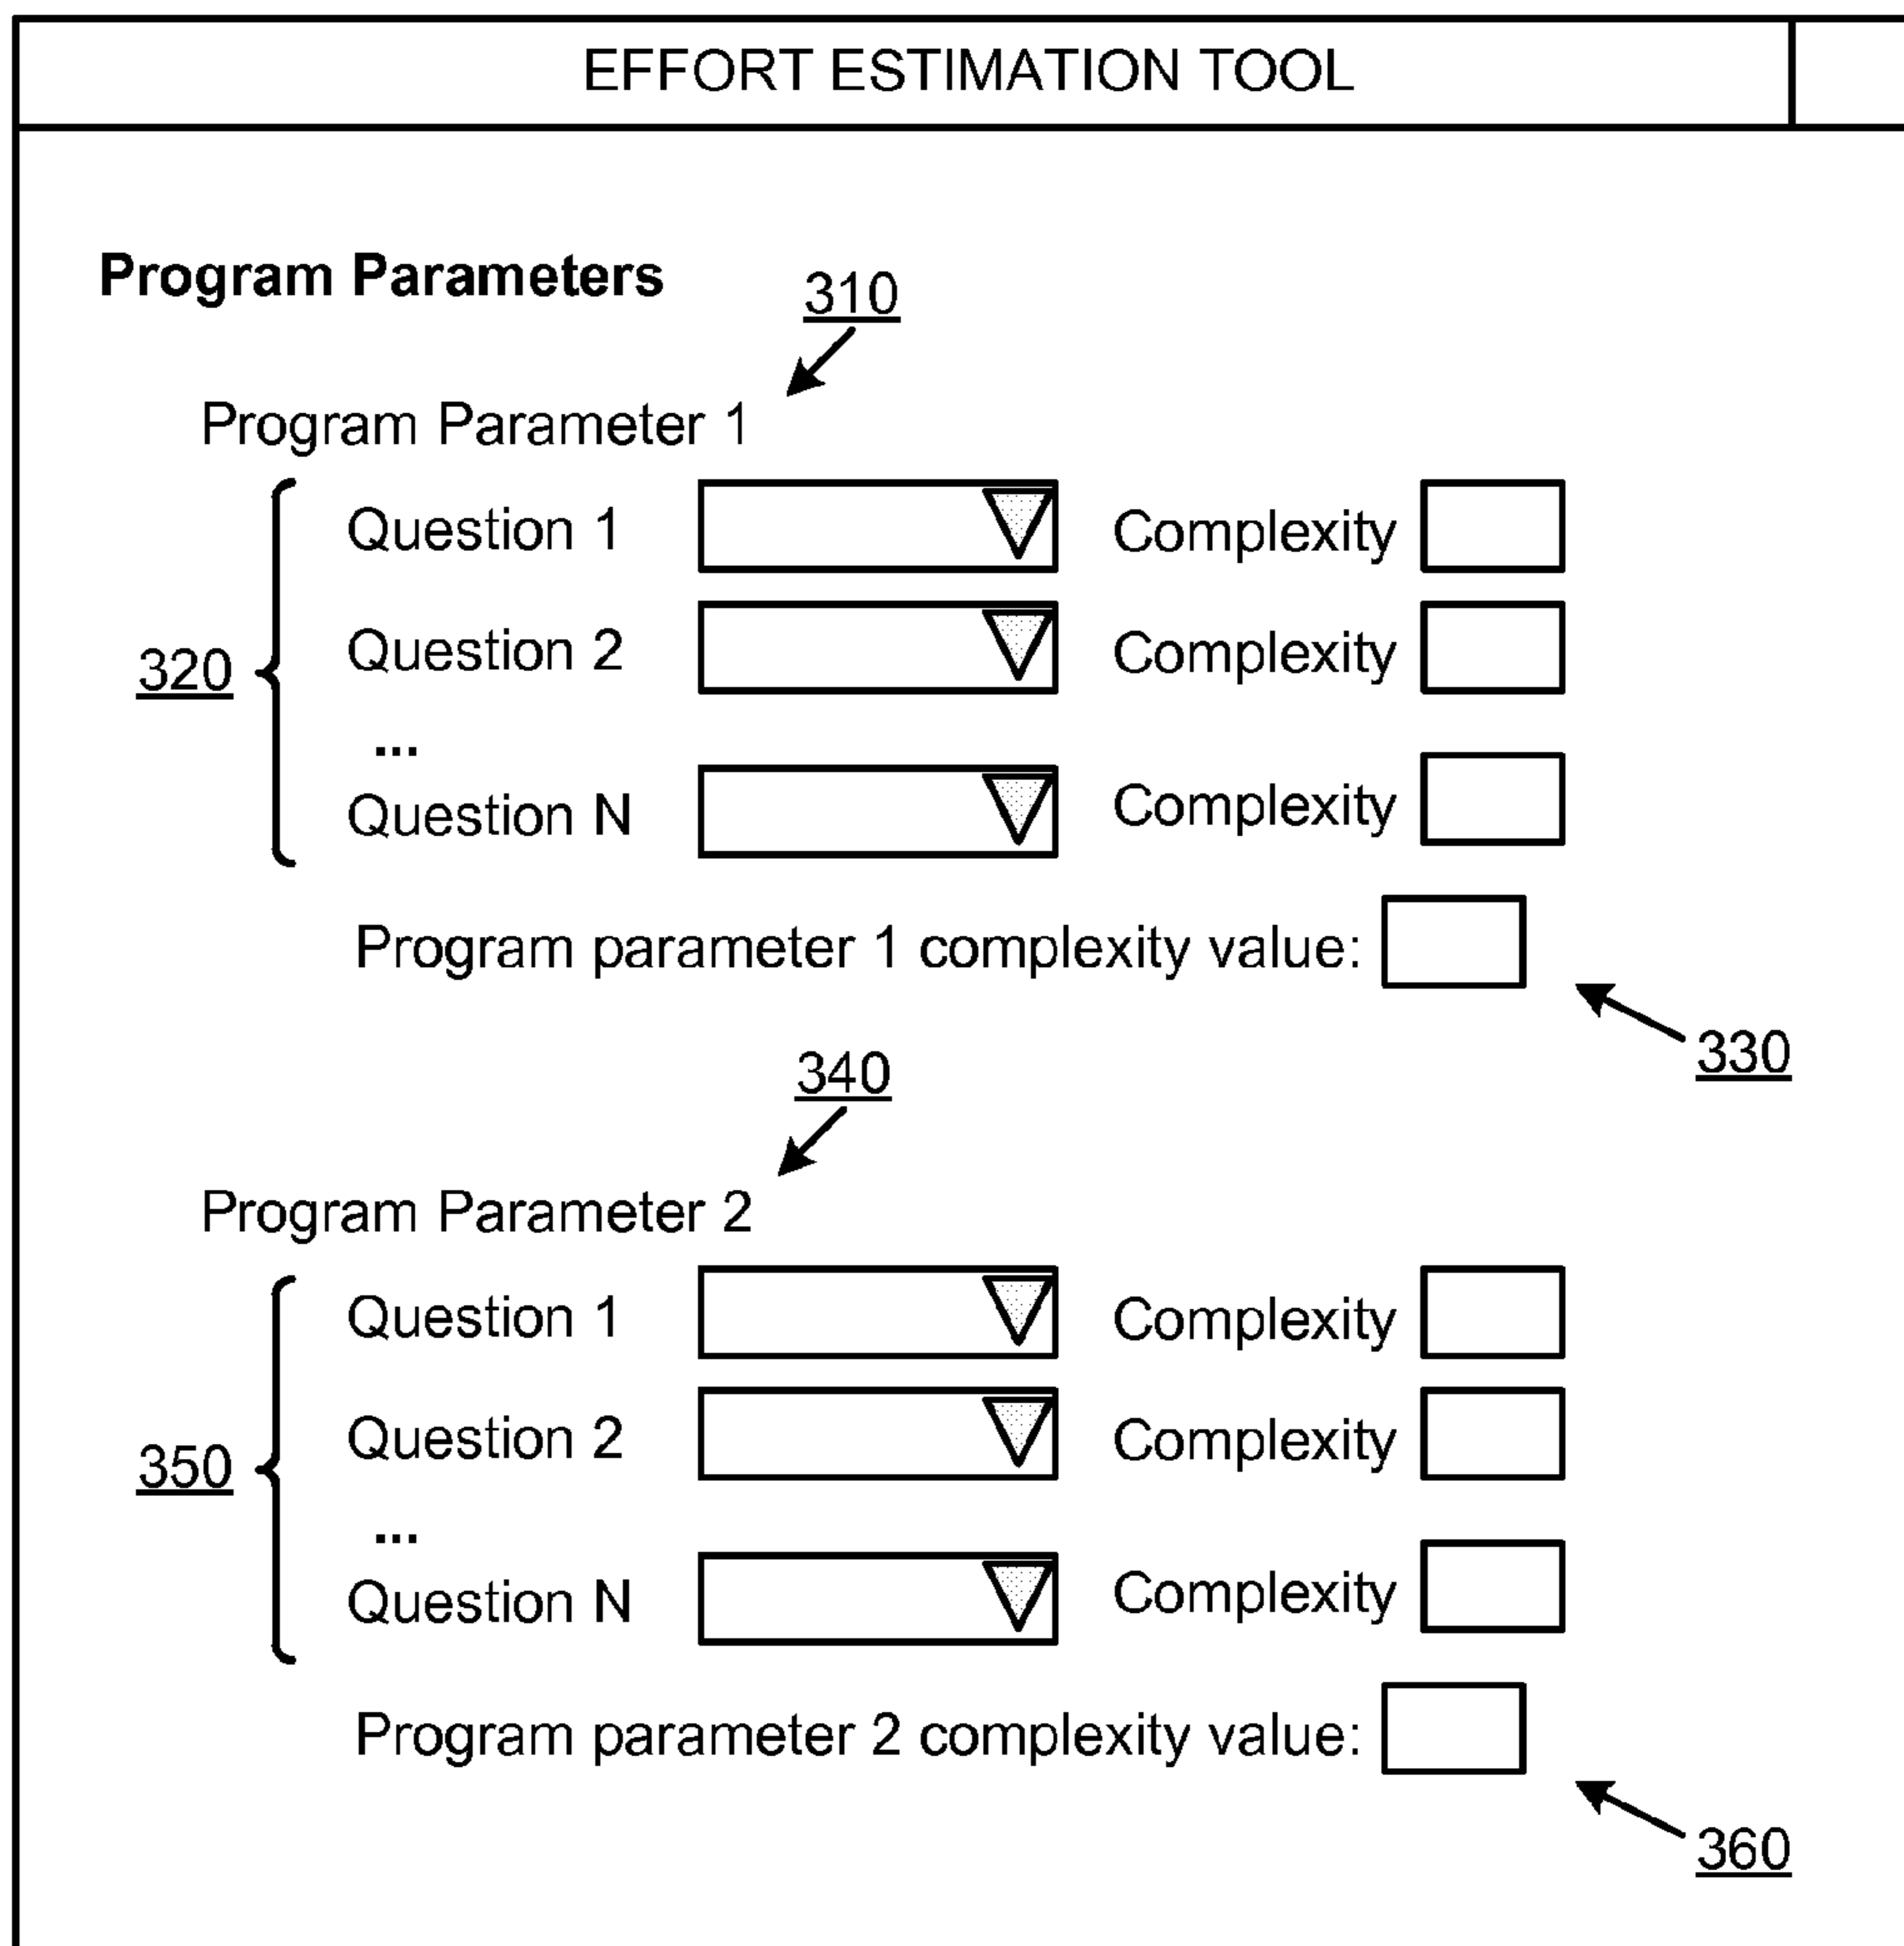 EFFORT ESTIMATION TOOL
Program Parameters
310
Program Parameter 1
Question 1 Complexity
Question 2 Complexity
320
...
Question N Complexity
Program parameter 1 complexity value:
330
340
Program Parameter 2
Question 1 Complexity
Question 2 Complexity
350
...
Question N Complexity
Program parameter 2 complexity value:
360